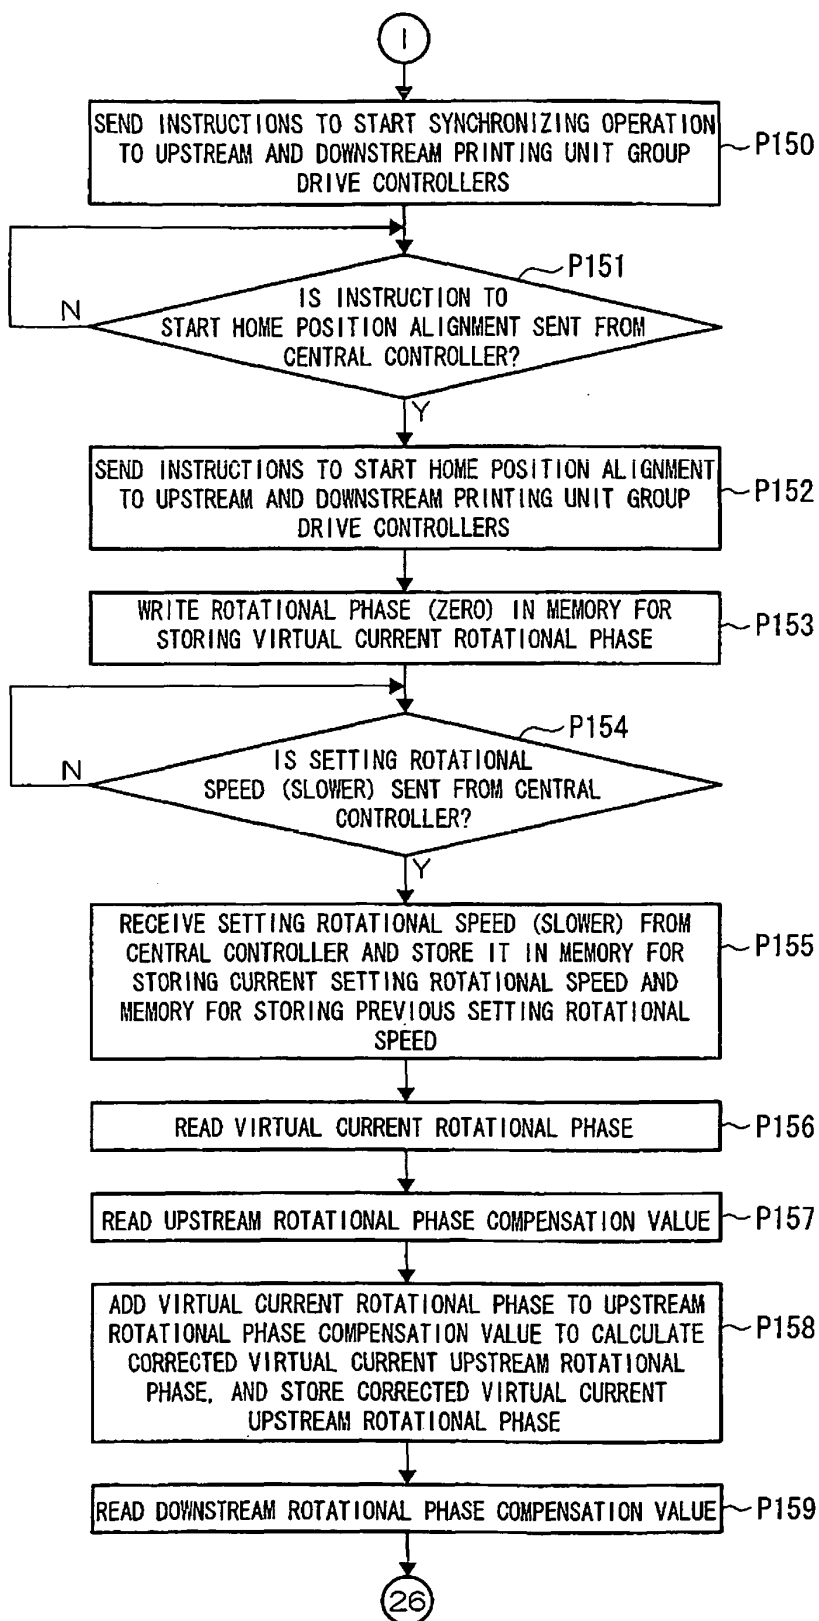 1
SEND INSTRUCTIONS TO START SYNCHRONIZING OPERATION
TO UPSTREAM AND DOWNSTREAM PRINTING UNIT GROUP
DRIVE CONTROLLERS
P150
P151
IS INSTRUCTION TO
START HOME POSITION ALIGNMENT SENT FROM
CENTRAL CONTROLLER?
N
Y
SEND INSTRUCTIONS TO START HOME POSITION ALIGNMENT
TO UPSTREAM AND DOWNSTREAM PRINTING UNIT GROUP
DRIVE CONTROLLERS
P152
WRITE ROTATIONAL PHASE (ZERO) IN MEMORY FOR
STORING VIRTUAL CURRENT ROTATIONAL PHASE
P153
P154
IS SETTING ROTATIONAL
SPEED (SLOWER) SENT FROM CENTRAL
CONTROLLER?
N
Y
RECEIVE SETTING ROTATIONAL SPEED (SLOWER) FROM
CENTRAL CONTROLLER AND STORE IT IN MEMORY FOR
STORING CURRENT SETTING ROTATIONAL SPEED AND
MEMORY FOR STORING PREVIOUS SETTING ROTATIONAL
SPEED
P155
READ VIRTUAL CURRENT ROTATIONAL PHASE
P156
READ UPSTREAM ROTATIONAL PHASE COMPENSATION VALUE
P157
ADD VIRTUAL CURRENT ROTATIONAL PHASE TO UPSTREAM
ROTATIONAL PHASE COMPENSATION VALUE TO CALCULATE
CORRECTED VIRTUAL CURRENT UPSTREAM ROTATIONAL
PHASE, AND STORE CORRECTED VIRTUAL CURRENT
UPSTREAM ROTATIONAL PHASE
P158
READ DOWNSTREAM ROTATIONAL PHASE COMPENSATION VALUE
P159
26